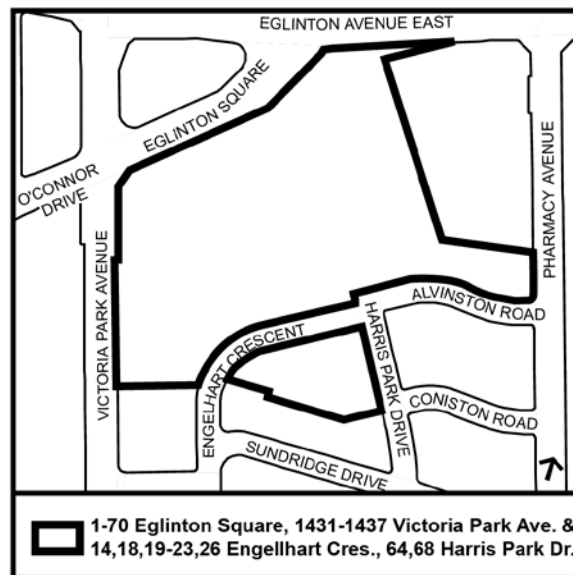 EGLINTON AVENUE EAST
EGLINTON SQUARE
O'CONNOR
DRIVE
PHARMACY AVENUE
VICTORIA PARK AVENUE
ALVINSTON ROAD
ENGELHART CRESCENT
HARRIS PARK DRIVE
CONISTON ROAD
SUNDRIDGE DRIVE
1-70 Eglinton Square, 1431-1437 Victoria Park Ave. &
14,18,19-23,26 Engellhart Cres., 64,68 Harris Park Dr.